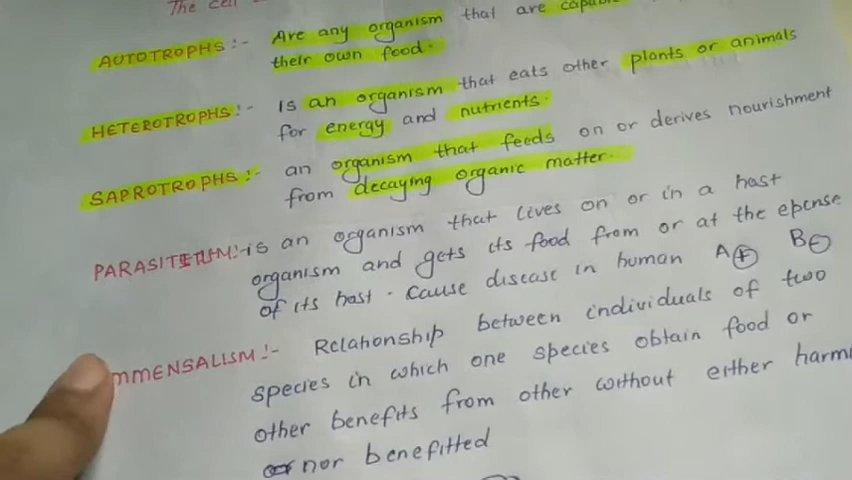 The cell
AUTOTROPHS :- Are any organism that are capable
their own food.
HETEROTROPHS :- is an organism that eats other plants or animals
for energy and nutrients.
SAPROTROPHS :- an organism that feeds on or derives nourishment
from decaying organic matter.
is an organism that lives on or in a host
organism and gets its food from or at the epense
of its host. cause disease in human A + B -
MMENSALISM :- Relationship between individuals of two
species in which one species obtain food or
other benefits from other without either harmi
nor benefitted